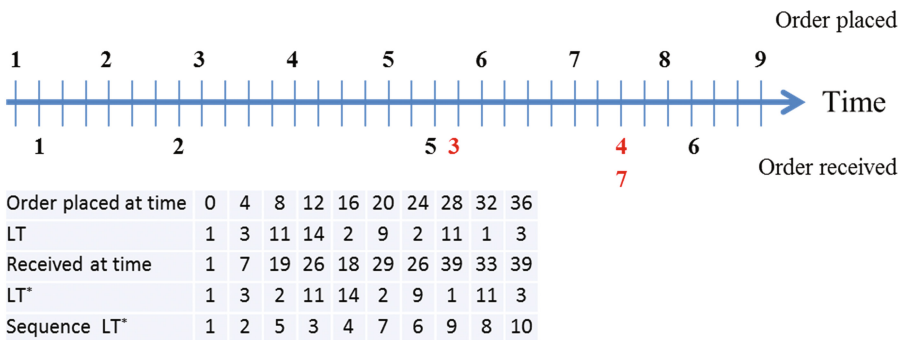 Order placed
1 2 3 4 5 6 7 8 9
Time
1 2 5 3 4 6
7
Order received
Order placed at time 0 4 8 12 16 20 24 28 32 36
LT 1 3 11 14 2 9 2 11 1 3
Received at time 1 7 19 26 18 29 26 39 33 39
LT* 1 3 2 11 14 2 9 1 11 3
Sequence LT* 1 2 5 3 4 7 6 9 8 10